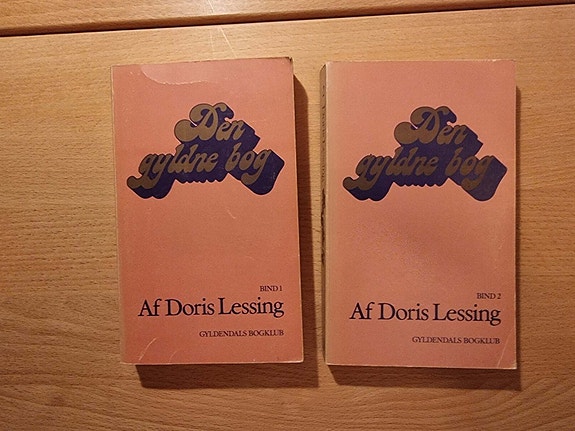 Den
gyldne bog
BIND 1
Af Doris Lessing
GYLDENDALS BOGKLUB
Den
gyldne bog
BIND 2
Af Doris Lessing
GYLDENDALS BOGKLUB